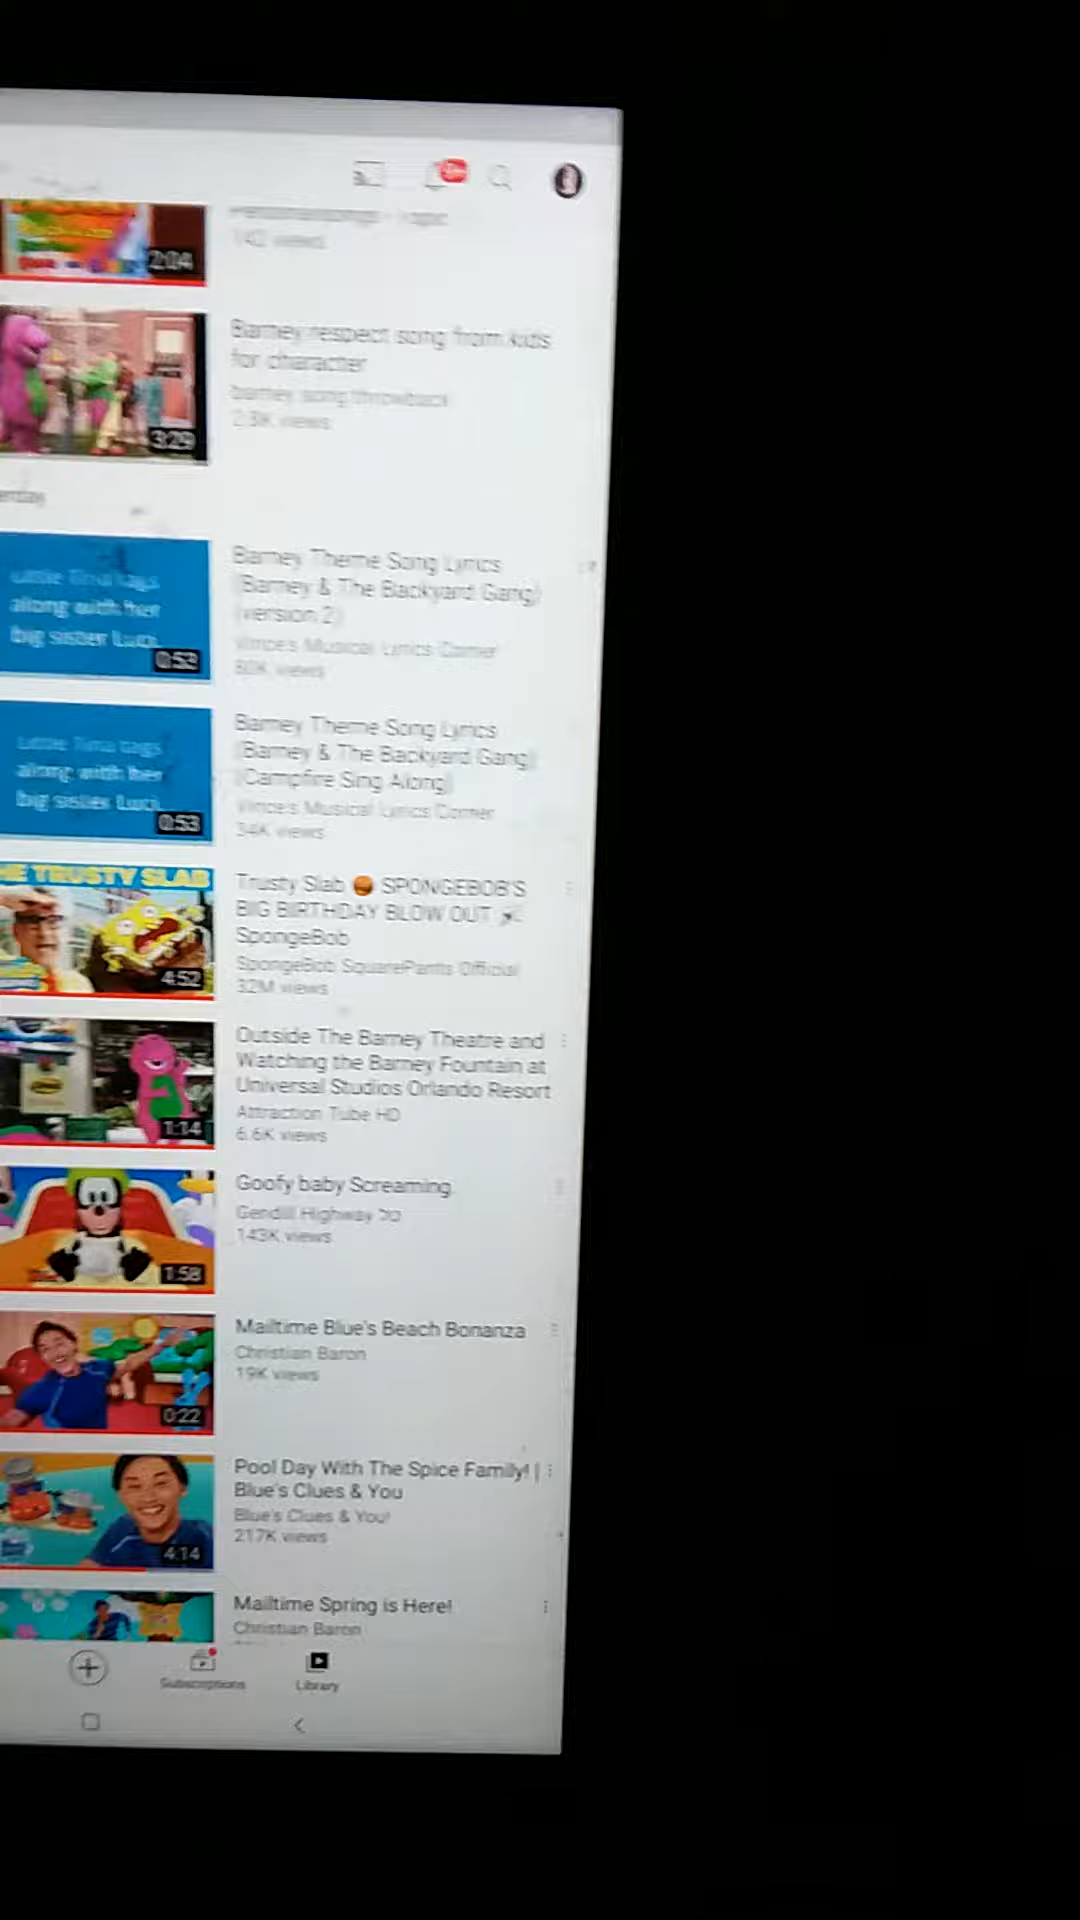 2:04
142 views
Barney respect song from kids
for character
barney song throwback
2.8K views
3:29
erday
Little Tina tags
along with her
big sister Luci.
0:53
Barney Theme Song Lyrics
(Barney & The Backyard Gang)
(version 2)
Vince's Musical Lyrics Corner
80K views
Little Tina tags
along with her
big sister Luci.
0:53
Barney Theme Song Lyrics
(Barney & The Backyard Gang)
(Campfire Sing Along)
Vince's Musical Lyrics Corner
34K views
HE TRUSTY SLAB
4:52
Trusty Slab 🍔 SPONGEBOB'S
BIG BIRTHDAY BLOW OUT 🎉
SpongeBob
SpongeBob SquarePants Official
32M views
1:14
Outside The Barney Theatre and
Watching the Barney Fountain at
Universal Studios Orlando Resort
Attraction Tube HD
6.6K views
1:58
Goofy baby Screaming
Gendill Highway
143K views
0:22
Mailtime Blue's Beach Bonanza
Christian Baron
19K views
4:14
Pool Day With The Spice Family! |
Blue's Clues & You
Blue's Clues & You!
217K views
Mailtime Spring is Here!
Christian Baron
Subscriptions
Library